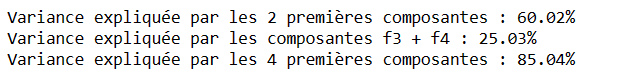 Variance expliquée par les 2 premières composantes : 60.02%
Variance expliquée par les composantes f3 + f4 : 25.03%
Variance expliquée par les 4 premières composantes : 85.04%